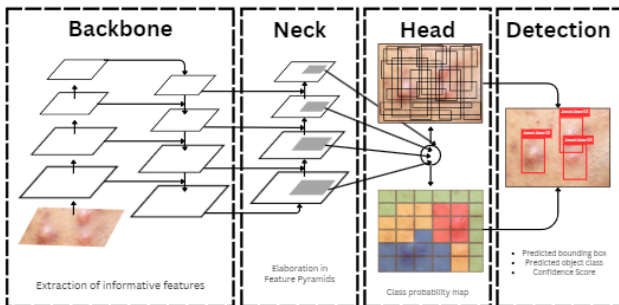 Backbone
Neck
Head
Detection
Extraction of informative features
Elaboration in
Feature Pyramids
Class probability map
• Predicted bounding box
• Predicted object class
• Confidence Score